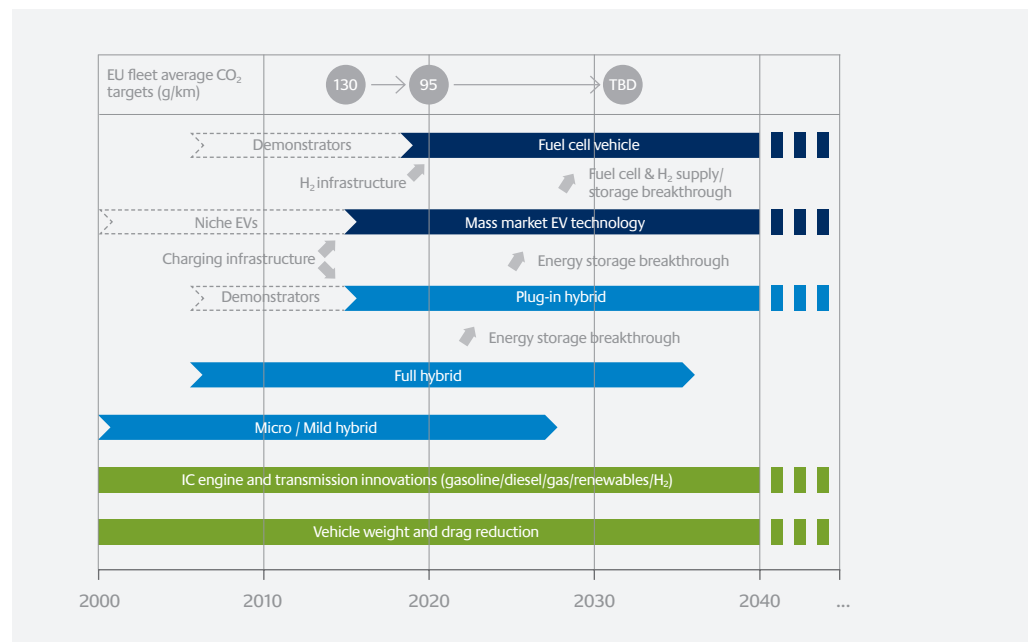 EU fleet average CO₂
targets (g/km)
130
95
TBD
Demonstrators
Fuel cell vehicle
H₂ infrastructure
Fuel cell & H₂ supply/
storage breakthrough
Niche EVs
Mass market EV technology
Charging infrastructure
Energy storage breakthrough
Demonstrators
Plug-in hybrid
Energy storage breakthrough
Full hybrid
Micro / Mild hybrid
IC engine and transmission innovations (gasoline/diesel/gas/renewables/H₂)
Vehicle weight and drag reduction
2000
2010
2020
2030
2040
...